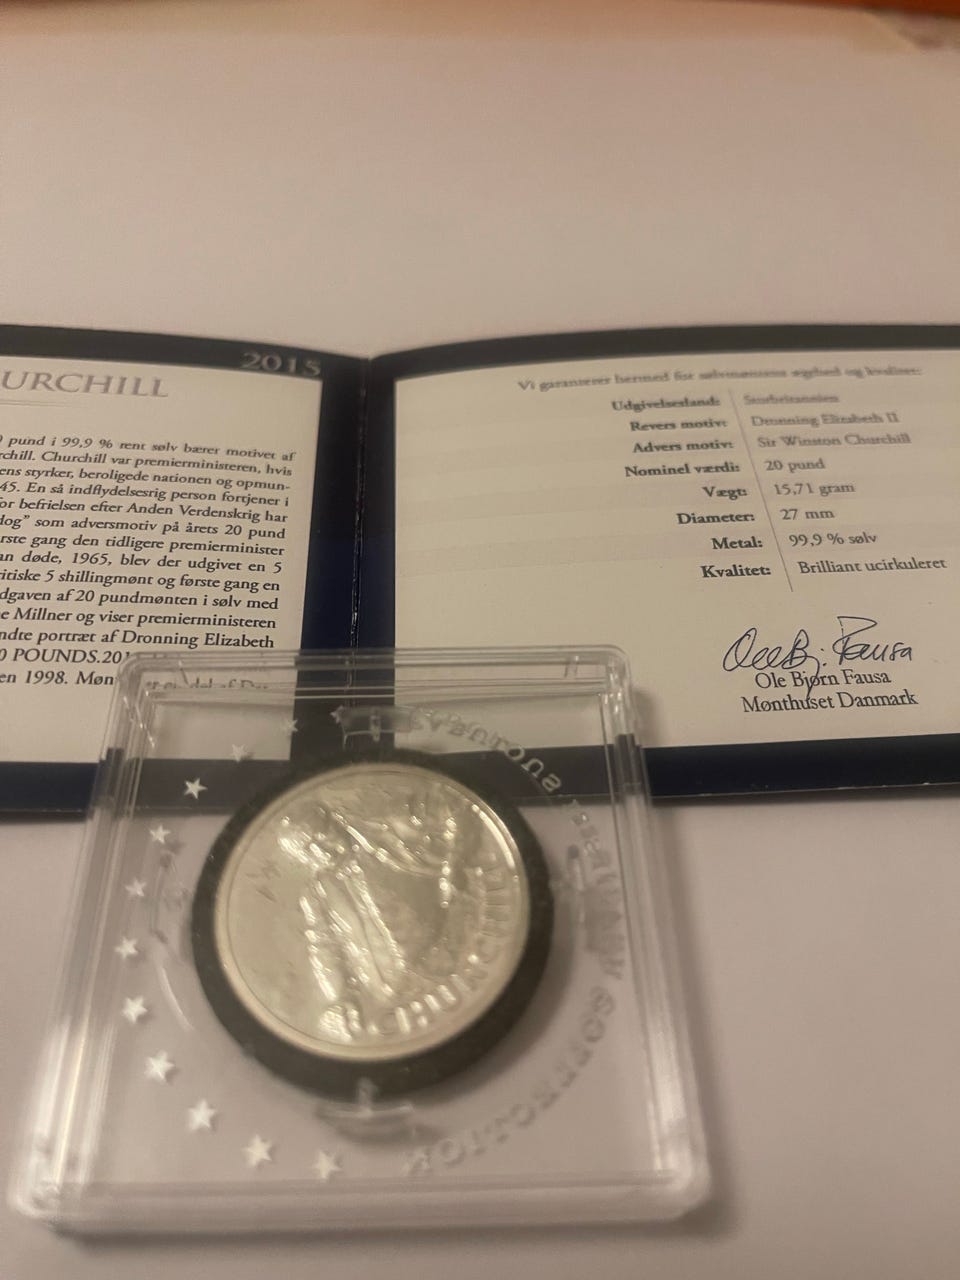 2015
URCHILL
pund i 99,9 % rent sølv bærer motivet af
rchill. Churchill var premierministeren, hvis
ens styrker, beroligede nationen og opmun-
45. En så indflydelsesrig person fortjener i
or befrielsen efter Anden Verdenskrig har
dog” som adversmotiv på årets 20 pund
rste gang den tidligere premierminister
an døde, 1965, blev der udgivet en 5
ritiske 5 shillingmønt og første gang en
dgaven af 20 pundmønten i sølv med
e Millner og viser premierministeren
ndte portræt af Dronning Elizabeth
0 POUNDS.201
en 1998. Møn
Vi garanterer hermed for sølvmøntens ægthed og kvalitet:
Udgivelsesland: Storbritannien
Revers motiv: Dronning Elizabeth II
Advers motiv: Sir Winston Churchill
Nominel værdi: 20 pund
Vægt: 15,71 gram
Diameter: 27 mm
Metal: 99,9 % sølv
Kvalitet: Brilliant ucirkuleret
Ole Bj. Fausa
Ole Bjørn Fausa
Mønthuset Danmark
CHURCHILL